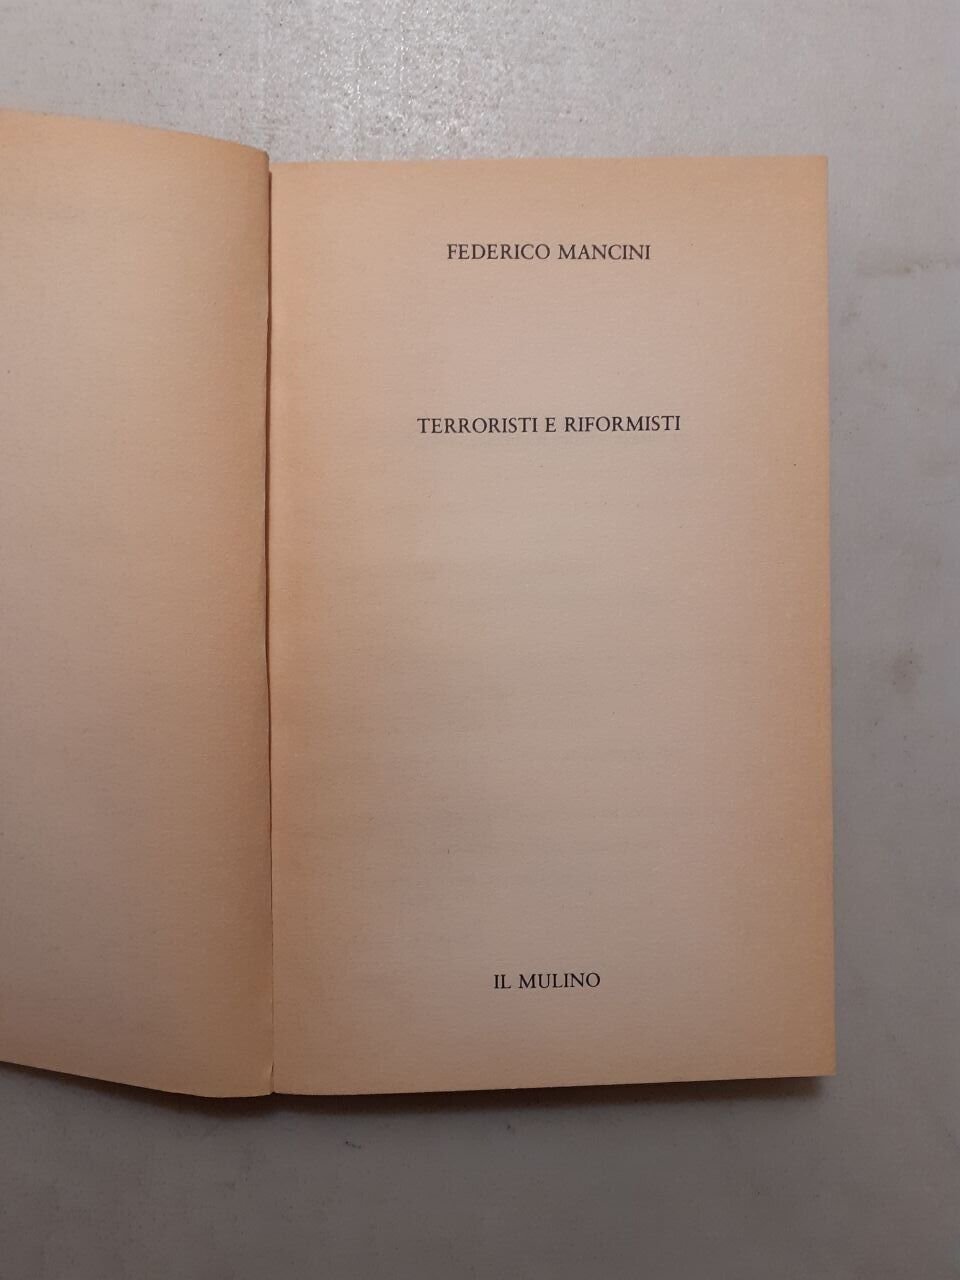 FEDERICO MANCINI
TERRORISTI E RIFORMISTI
IL MULINO